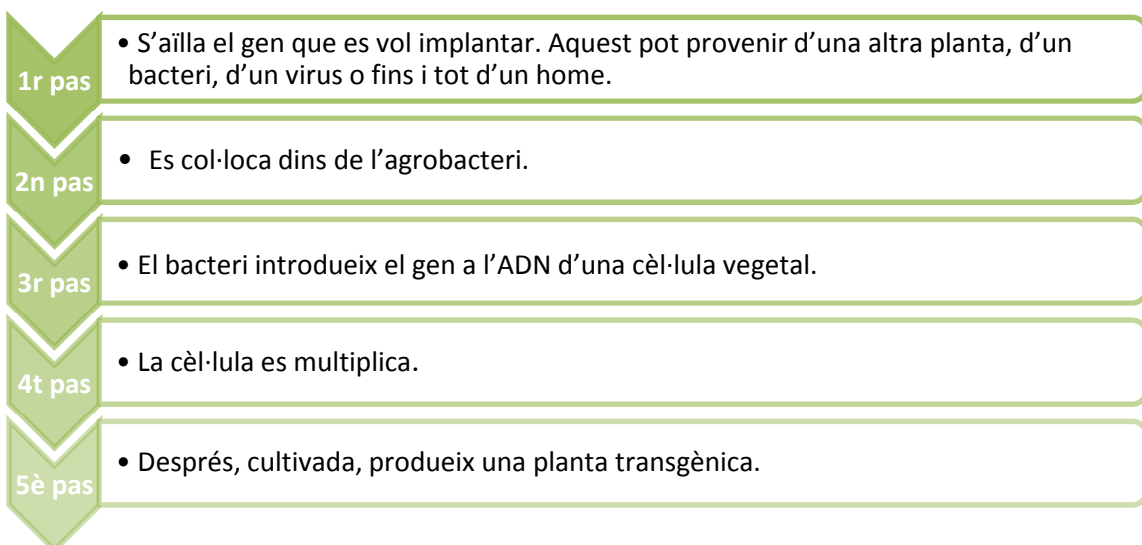 1r pas
• S’aïlla el gen que es vol implantar. Aquest pot provenir d’una altra planta, d’un
bacteri, d’un virus o fins i tot d’un home.
2n pas
• Es col·loca dins de l’agrobacteri.
3r pas
• El bacteri introdueix el gen a l’ADN d’una cèl·lula vegetal.
4t pas
• La cèl·lula es multiplica.
5è pas
• Després, cultivada, produeix una planta transgènica.